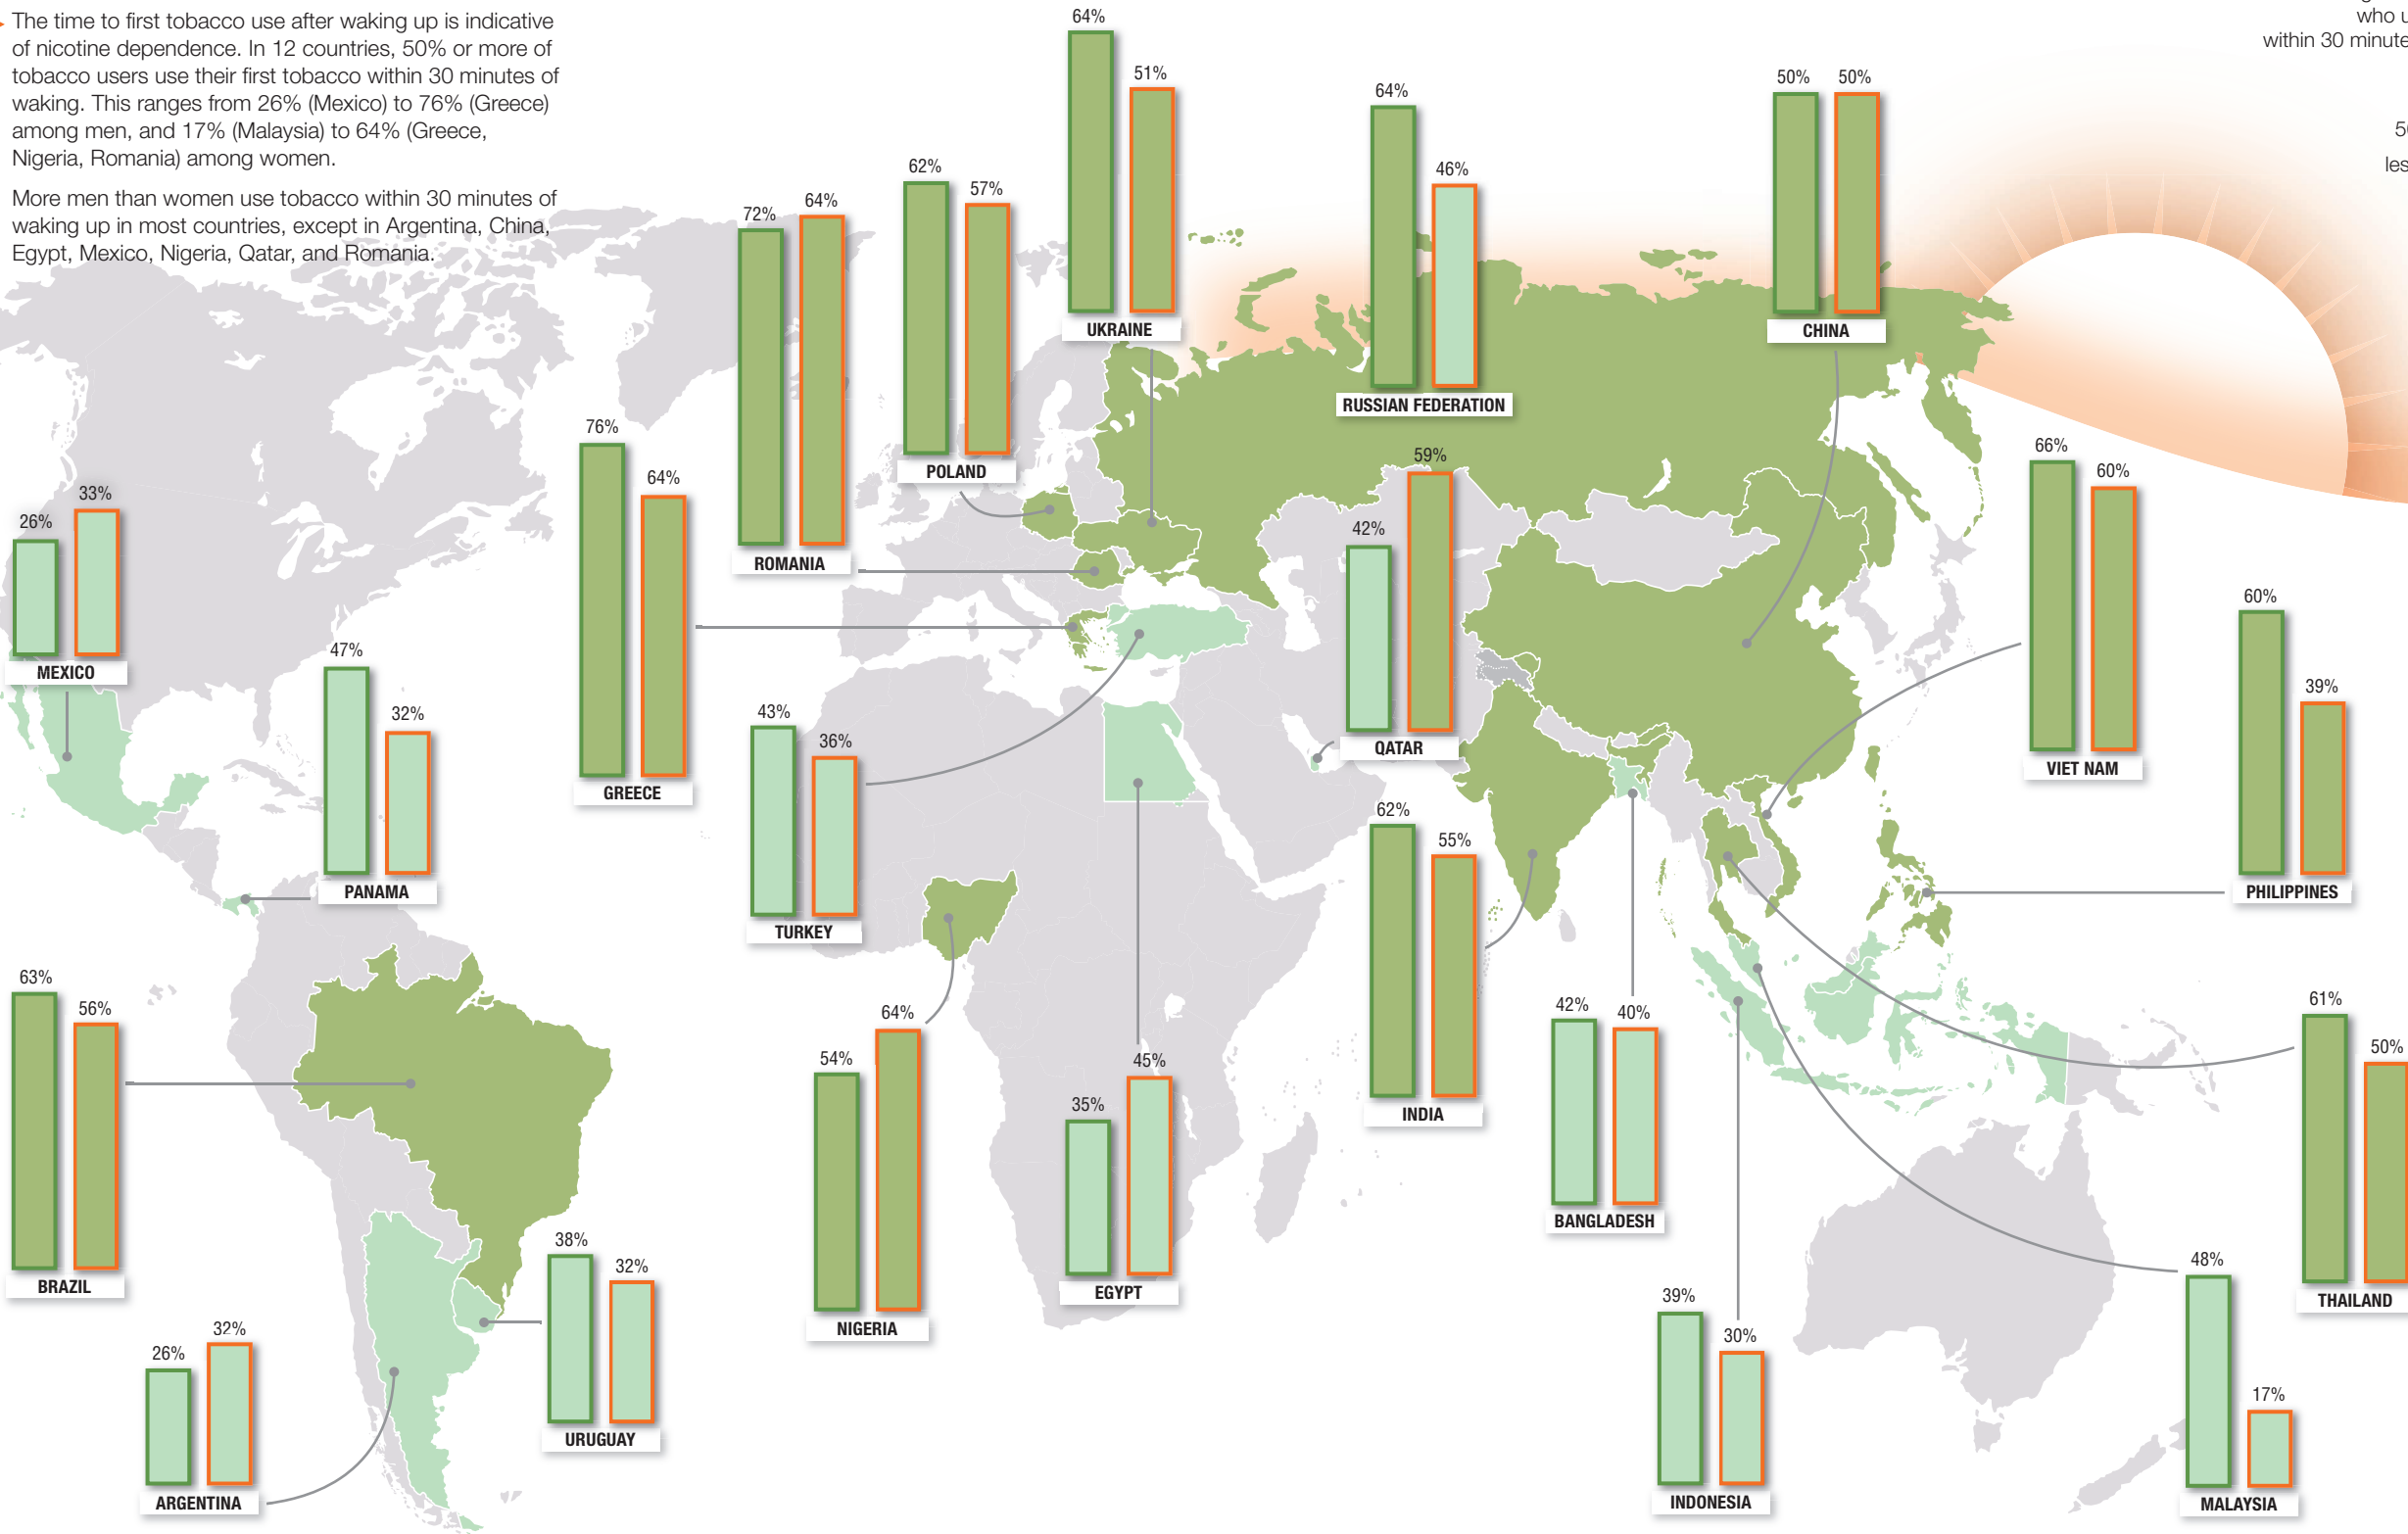 The time to first tobacco use after waking up is indicative
of nicotine dependence. In 12 countries, 50% or more of
tobacco users use their first tobacco within 30 minutes of
waking. This ranges from 26% (Mexico) to 76% (Greece)
among men, and 17% (Malaysia) to 64% (Greece,
Nigeria, Romania) among women.
More men than women use tobacco within 30 minutes of
waking up in most countries, except in Argentina, China,
Egypt, Mexico, Nigeria, Qatar, and Romania.
who u
within 30 minute
50
les
64%
51%
UKRAINE
64%
46%
RUSSIAN FEDERATION
50% 50%
CHINA
62%
57%
POLAND
72%
64%
ROMANIA
76%
64%
GREECE
26%
33%
MEXICO
47%
32%
PANAMA
43%
36%
TURKEY
42%
59%
QATAR
66%
60%
VIET NAM
60%
39%
PHILIPPINES
62%
55%
INDIA
63%
56%
BRAZIL
54%
64%
NIGERIA
35%
45%
EGYPT
42%
40%
BANGLADESH
61%
50%
THAILAND
38%
32%
URUGUAY
26%
32%
ARGENTINA
39%
30%
INDONESIA
48%
17%
MALAYSIA